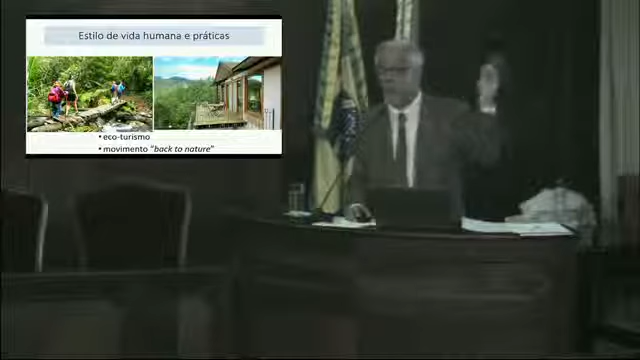 Estilo de vida humana e práticas
• eco-turismo
• movimento "back to nature"